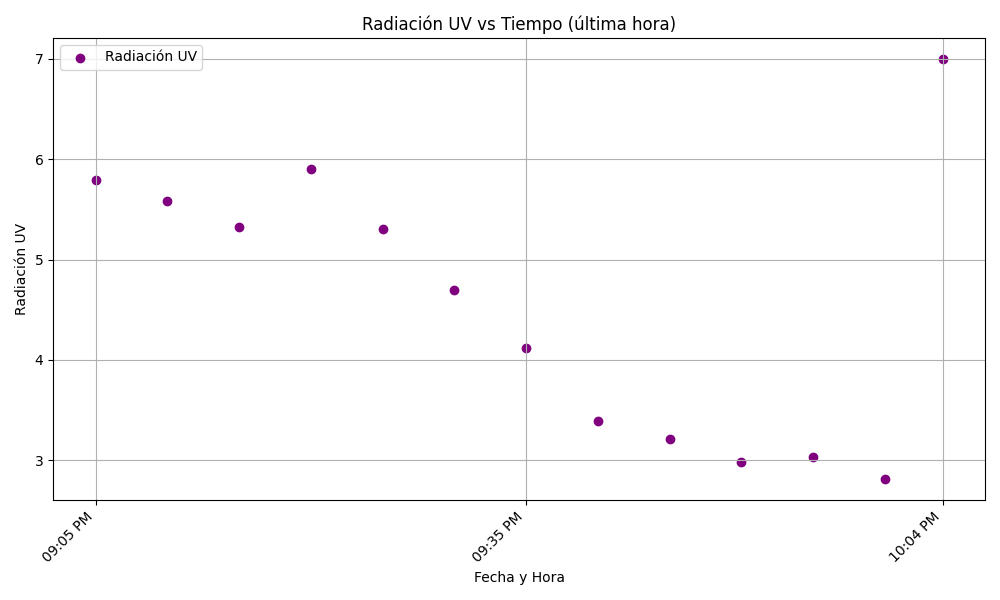 Radiación UV vs Tiempo (última hora)
Radiación UV
7
6
5
4
3
Radiación UV
09:05 PM
09:35 PM
10:04 PM
Fecha y Hora